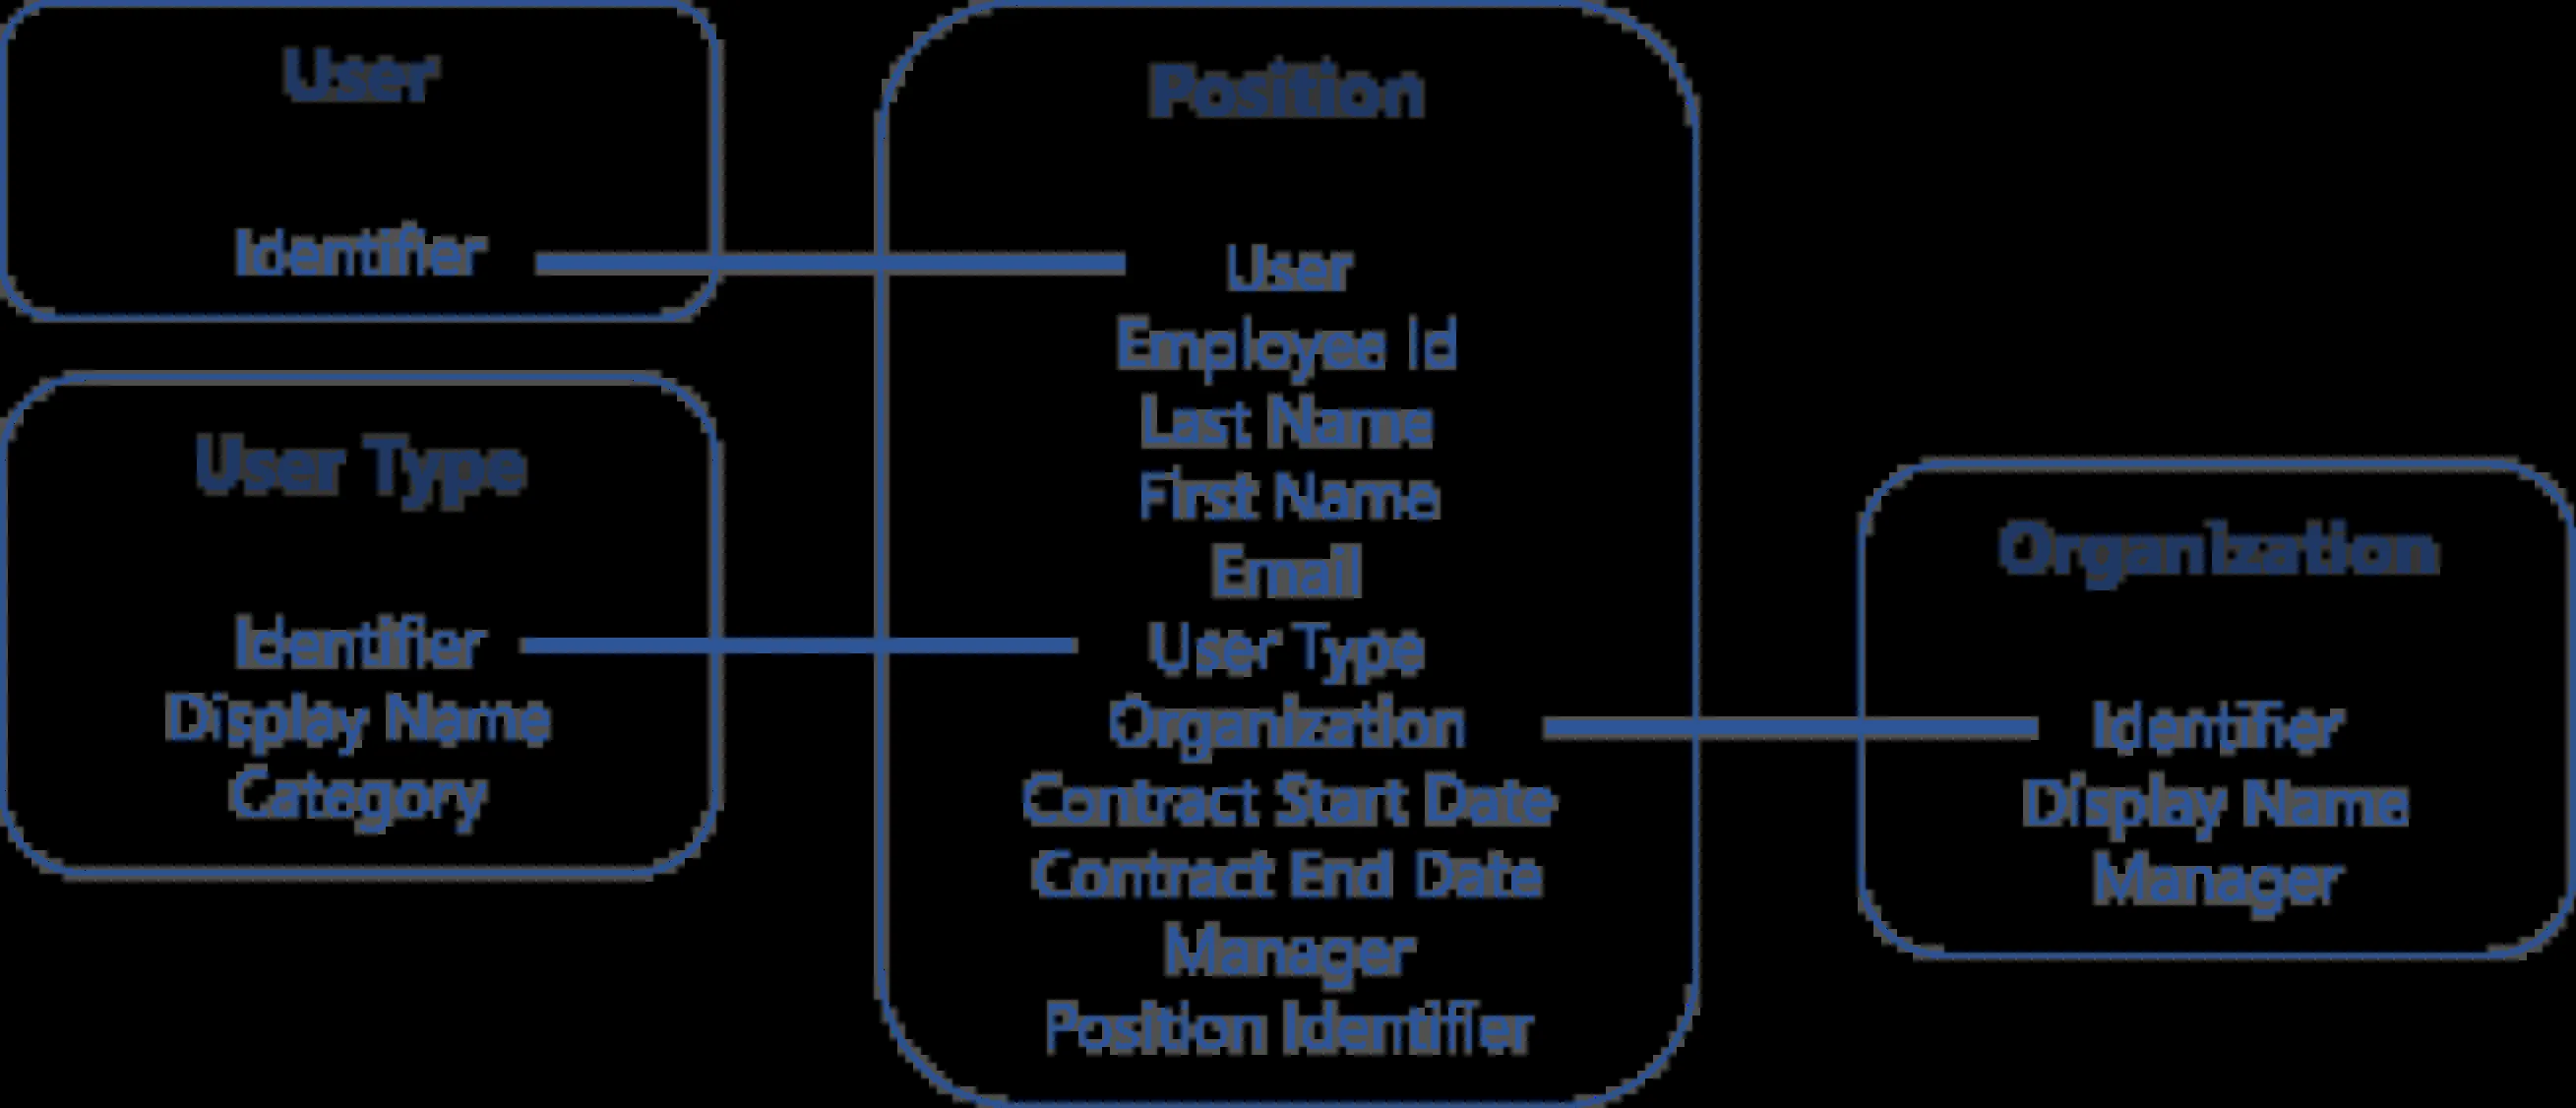 User
Identifier
User Type
Identifier
Display Name
Category
Position
User
Employee Id
Last Name
First Name
Email
User Type
Organization
Contract Start Date
Contract End Date
Manager
Position Identifier
Organization
Identifier
Display Name
Manager